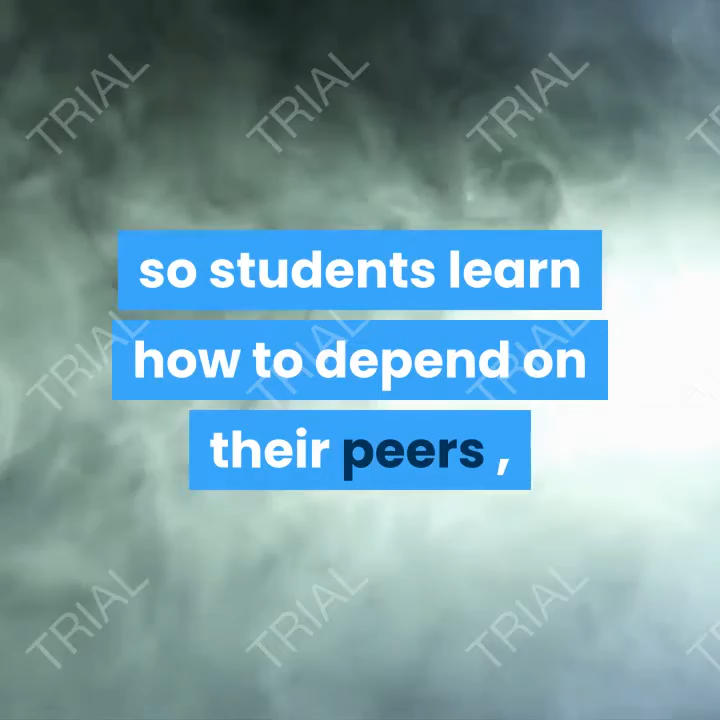 TRIAL TRIAL TRIAL
so students learn
how to depend on
their peers ,
TRIAL TRIAL TRIAL
TRIAL TRIAL TRIAL